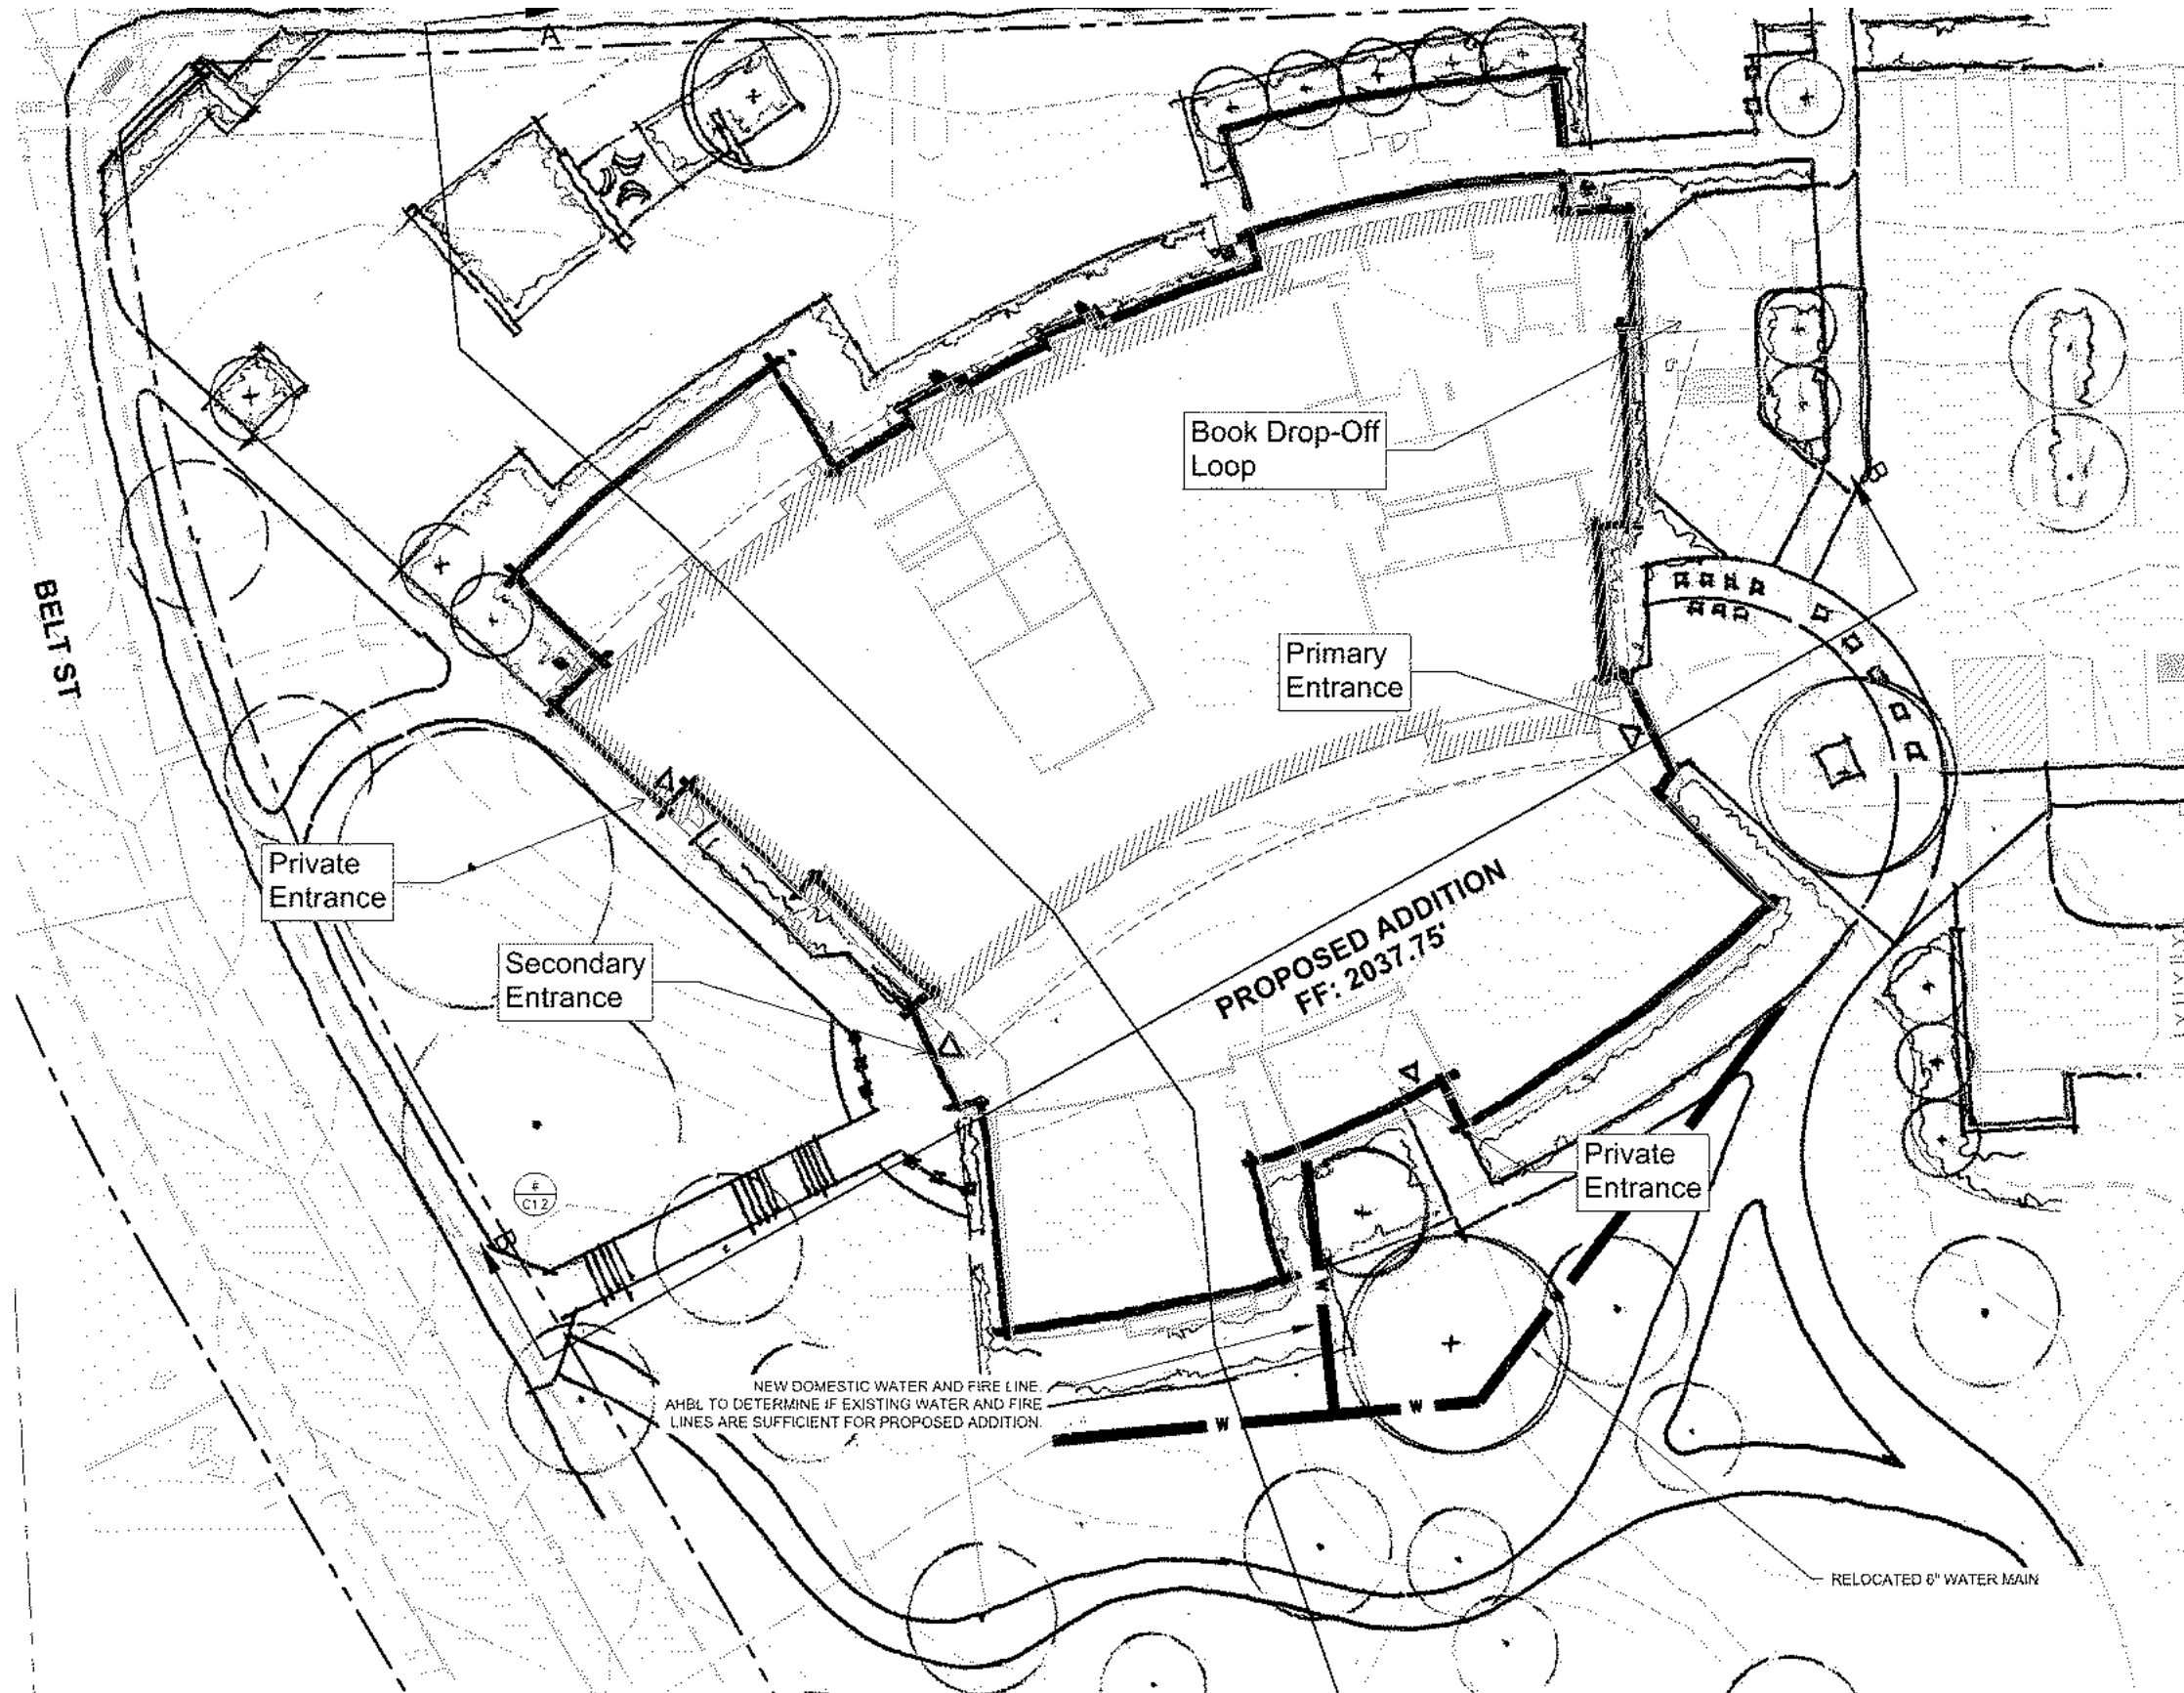 A
Book Drop-Off
Loop
B
BELT ST
Primary
Entrance
Private
Entrance
Secondary
Entrance
PROPOSED ADDITION
FF: 2037.75'
Private
Entrance
C1.2
B
W
NEW DOMESTIC WATER AND FIRE LINE.
AHBL TO DETERMINE IF EXISTING WATER AND FIRE
LINES ARE SUFFICIENT FOR PROPOSED ADDITION.
W
W
RELOCATED 6" WATER MAIN